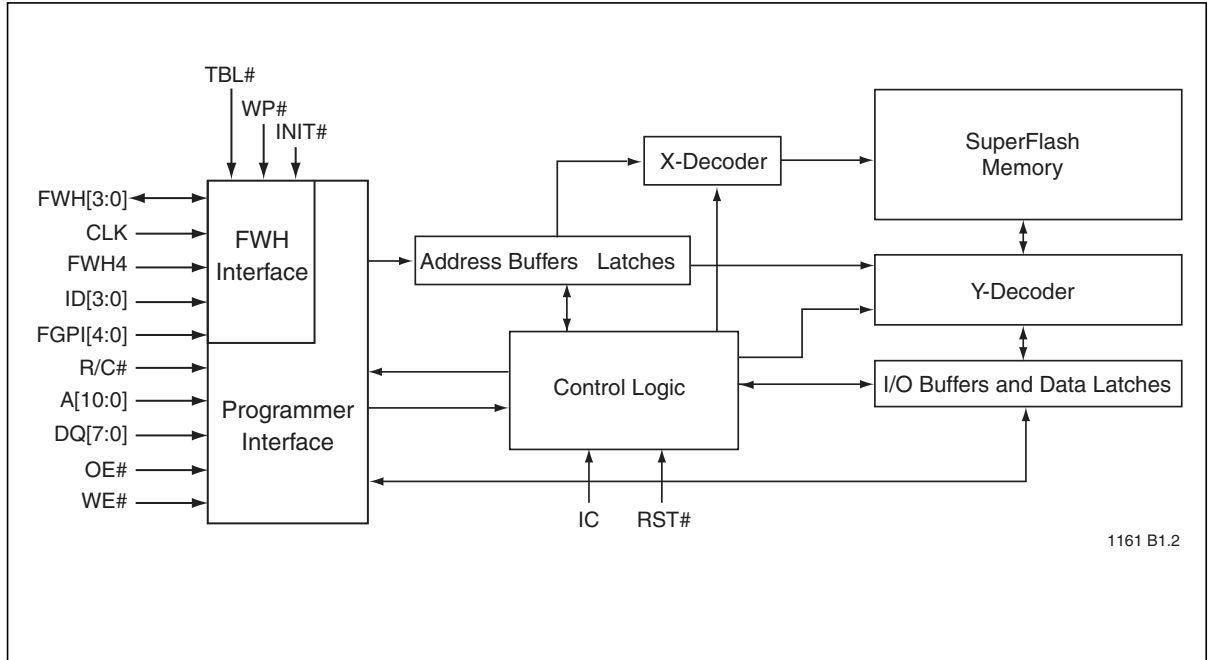 TBL#
WP#
INIT#
FWH[3:0]
CLK
FWH4
ID[3:0]
FGPI[4:0]
R/C#
A[10:0]
DQ[7:0]
OE#
WE#
FWH
Interface
Programmer
Interface
Address Buffers Latches
X-Decoder
SuperFlash
Memory
Y-Decoder
Control Logic
I/O Buffers and Data Latches
IC
RST#
1161 B1.2